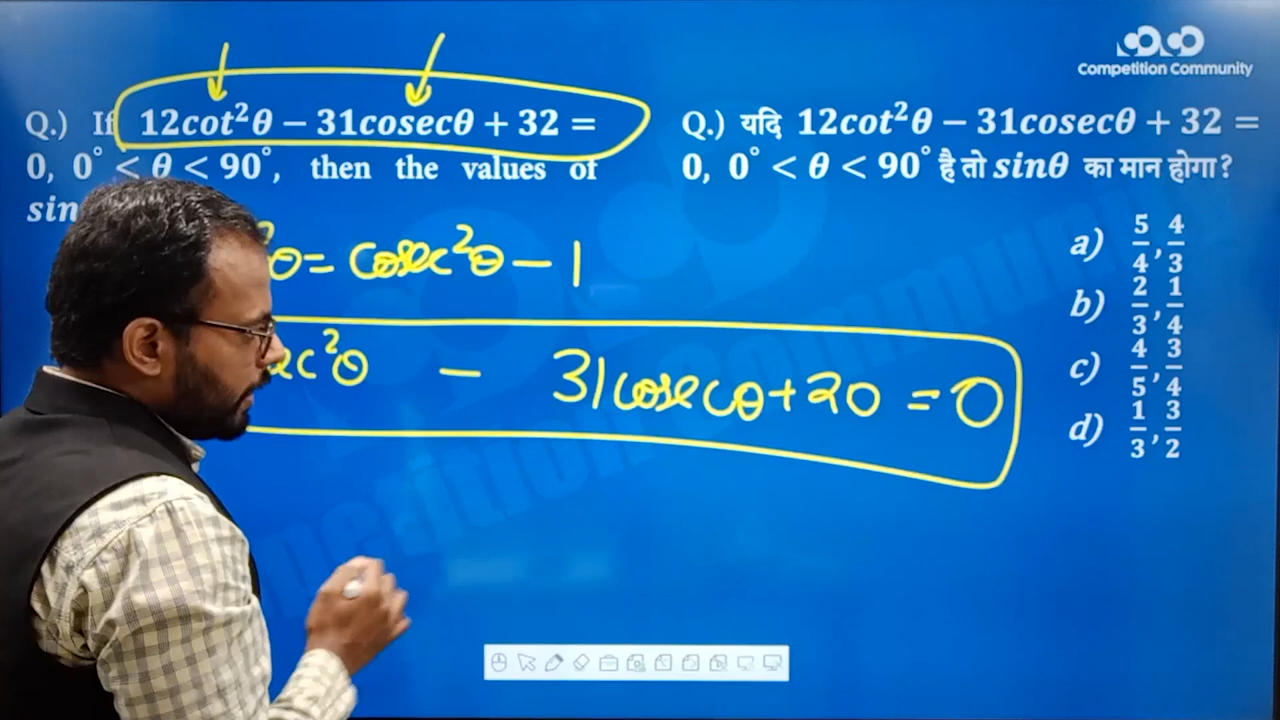 Competition Community
Q.) If 12cot²θ − 31cosecθ + 32 =
0, 0° < θ < 90°, then the values of
sin
Q.) यदि 12cot²θ − 31cosecθ + 32 =
0, 0° < θ < 90° है तो sinθ का मान होगा?
²θ = cosec²θ − 1
ec²θ − 31cosecθ + 20 = 0
a) 5/4, 4/3
b) 2/3, 1/4
c) 4/5, 3/4
d) 1/3, 3/2